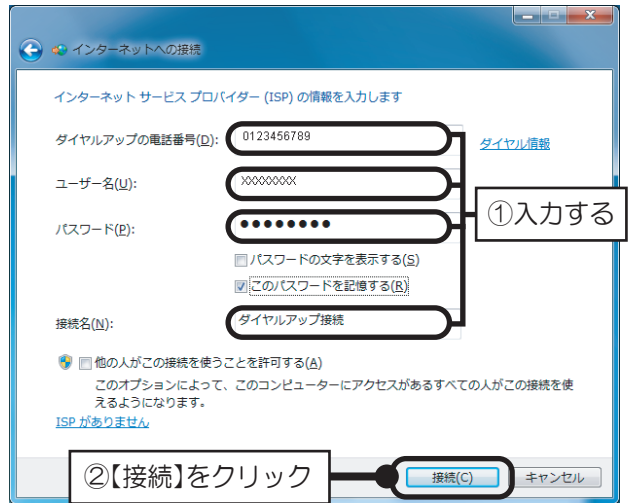 インターネットへの接続
インターネット サービス プロバイダー (ISP) の情報を入力します
ダイヤルアップの電話番号(D): 0123456789 ダイヤル情報
ユーザー名(U): XXXXXXXX
①入力する
パスワード(P): ●●●●●●●●
パスワードの文字を表示する(S)
このパスワードを記憶する(R)
接続名(N): ダイヤルアップ接続
他の人がこの接続を使うことを許可する(A)
このオプションによって、このコンピューターにアクセスがあるすべての人がこの接続を使
えるようになります。
ISP がありません
②【接続】をクリック 接続(C) キャンセル